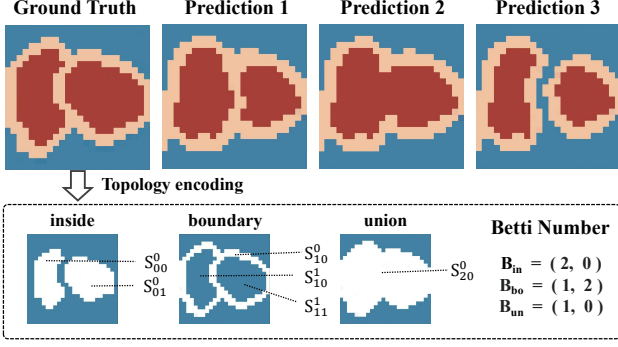 Ground Truth Prediction 1 Prediction 2 Prediction 3
Topology encoding
inside boundary union Betti Number
S⁰₀₀ S⁰₁₀ S⁰₂₀
S⁰₀₁ S¹₁₀
S¹₁₁
B_in = ( 2, 0 )
B_bo = ( 1, 2 )
B_un = ( 1, 0 )